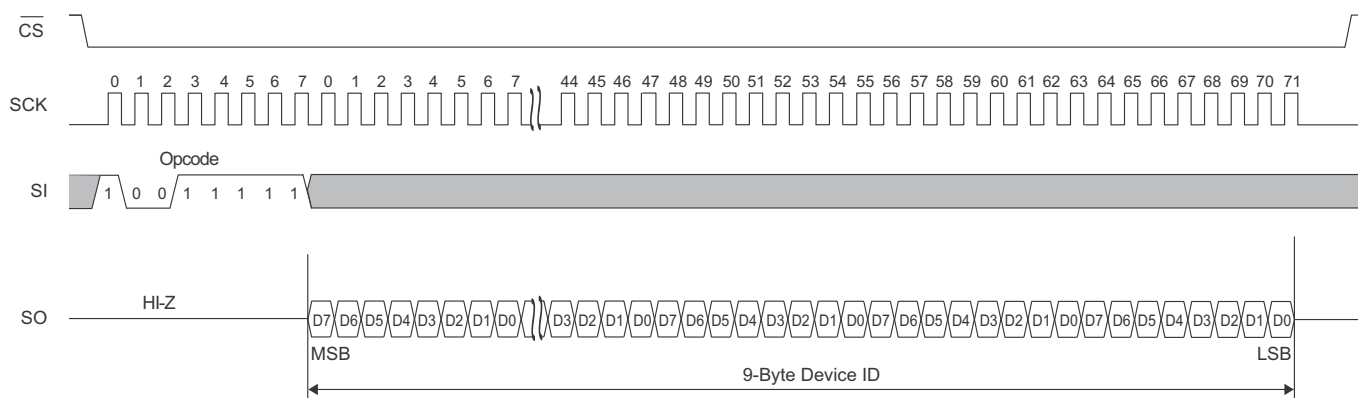 CS
0 1 2 3 4 5 6 7 0 1 2 3 4 5 6 7 44 45 46 47 48 49 50 51 52 53 54 55 56 57 58 59 60 61 62 63 64 65 66 67 68 69 70 71
SCK
Opcode
SI 1 0 0 1 1 1 1 1
HI-Z
SO D7 D6 D5 D4 D3 D2 D1 D0 D3 D2 D1 D0 D7 D6 D5 D4 D3 D2 D1 D0 D7 D6 D5 D4 D3 D2 D1 D0 D7 D6 D5 D4 D3 D2 D1 D0
MSB LSB
9-Byte Device ID